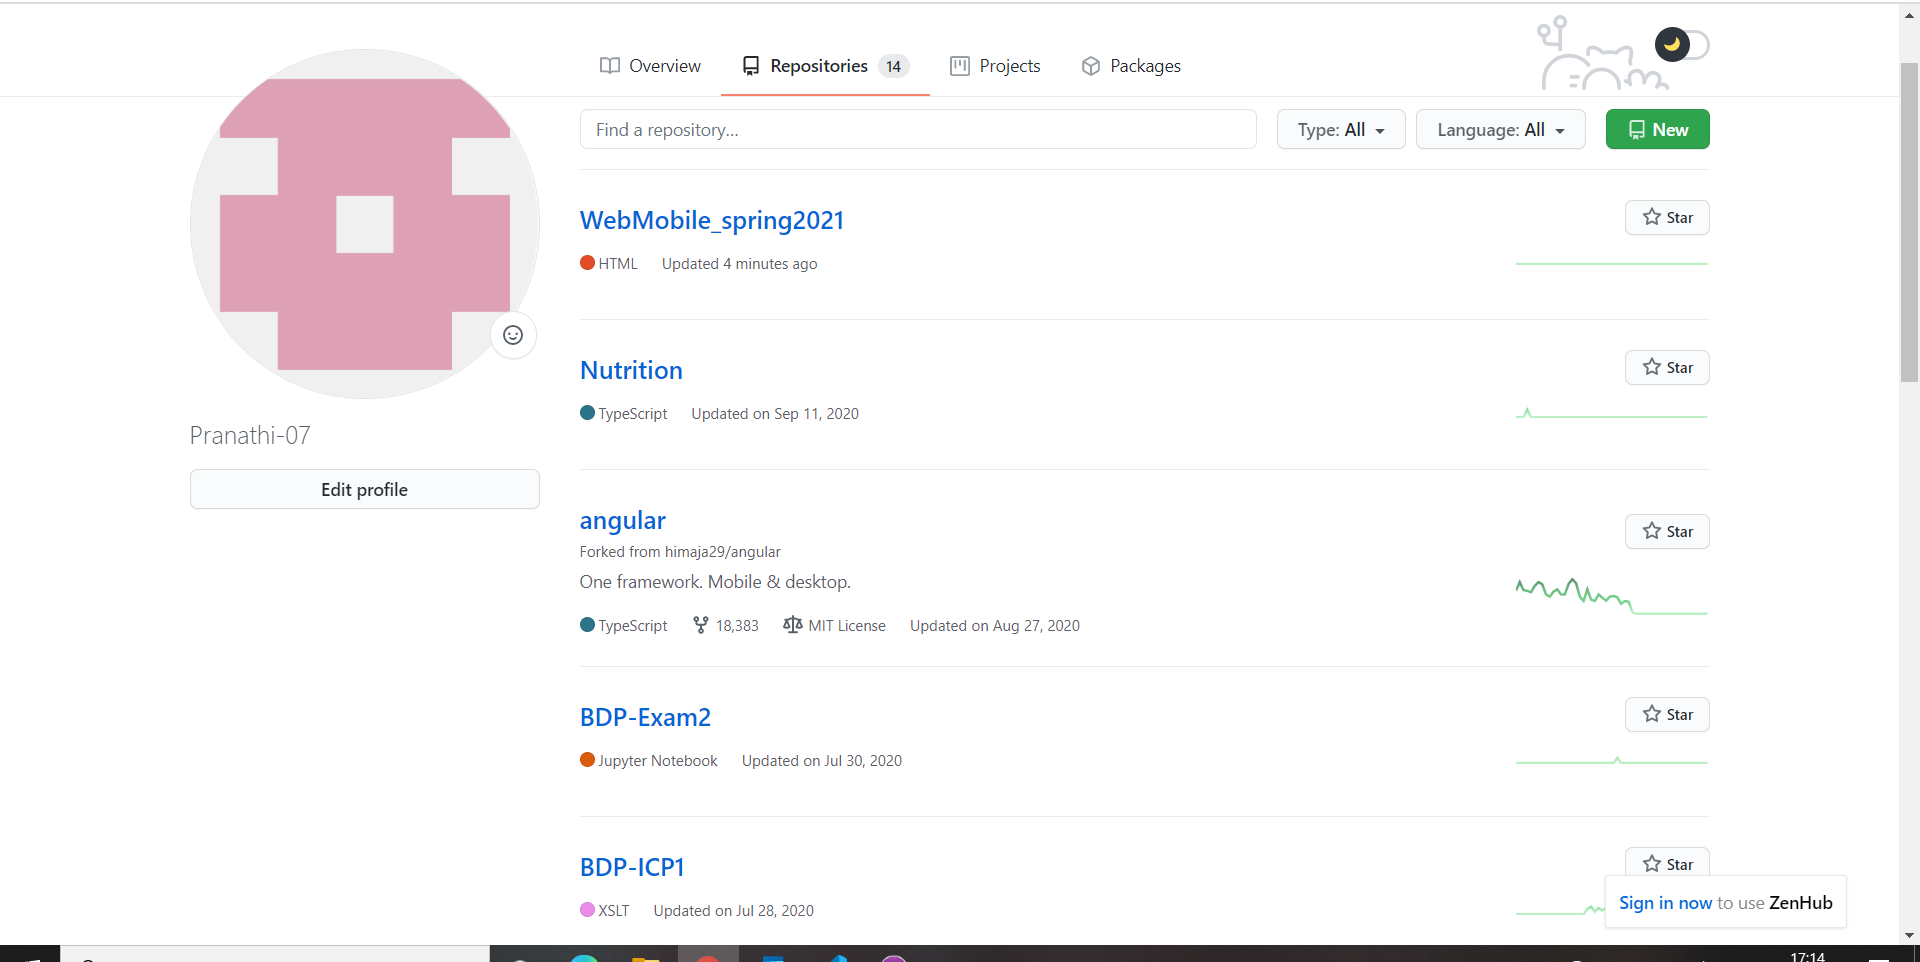 Overview Repositories 14 Projects Packages
Find a repository... Type: All Language: All New
WebMobile_spring2021 Star
HTML Updated 4 minutes ago
Nutrition Star
TypeScript Updated on Sep 11, 2020
Pranathi-07
Edit profile
angular Star
Forked from himaja29/angular
One framework. Mobile & desktop.
TypeScript 18,383 MIT License Updated on Aug 27, 2020
BDP-Exam2 Star
Jupyter Notebook Updated on Jul 30, 2020
BDP-ICP1 Star
XSLT Updated on Jul 28, 2020
Sign in now to use ZenHub
17:14